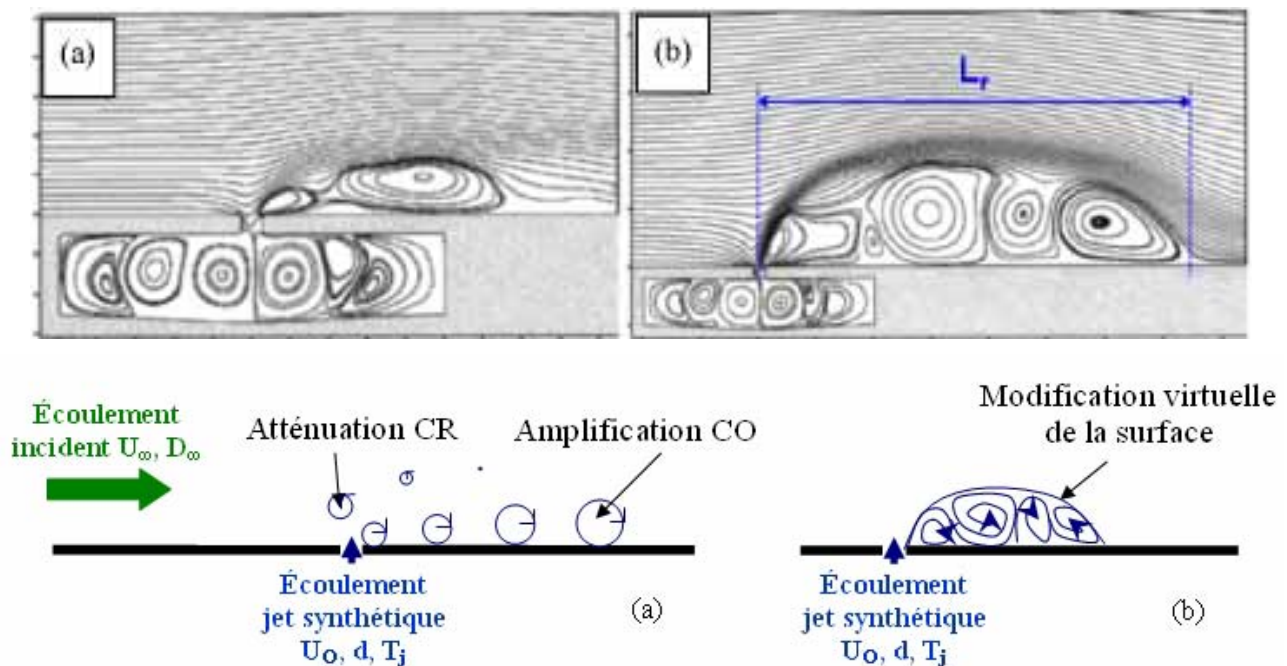 (a)
(b)
Lr
Écoulement
incident U∞, D∞
Atténuation CR
Amplification CO
Modification virtuelle
de la surface
Écoulement
jet synthétique
UO, d, Tj
(a)
Écoulement
jet synthétique
UO, d, Tj
(b)